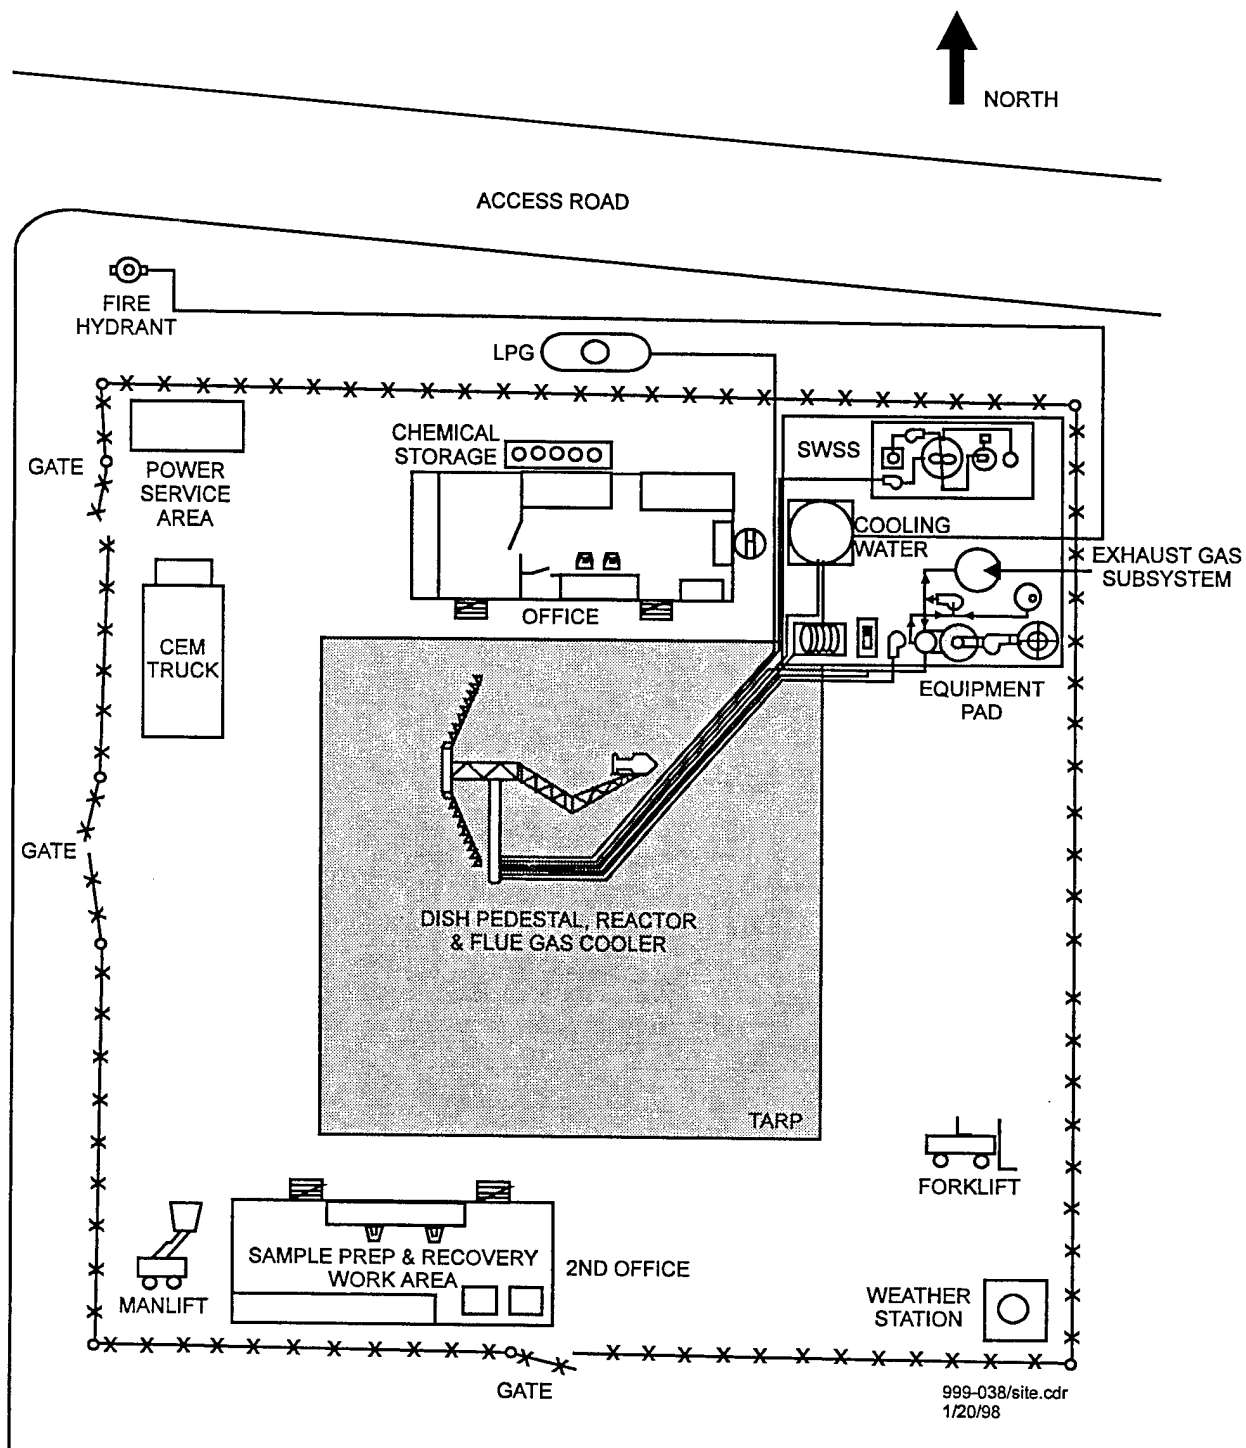 NORTH
ACCESS ROAD
FIRE
HYDRANT
LPG
CHEMICAL
STORAGE
SWSS
GATE
POWER
SERVICE
AREA
COOLING
WATER
EXHAUST GAS
SUBSYSTEM
OFFICE
CEM
TRUCK
EQUIPMENT
PAD
GATE
DISH PEDESTAL, REACTOR
& FLUE GAS COOLER
TARP
FORKLIFT
SAMPLE PREP & RECOVERY
WORK AREA
2ND OFFICE
MANLIFT
WEATHER
STATION
GATE
999-038/site.cdr
1/20/98